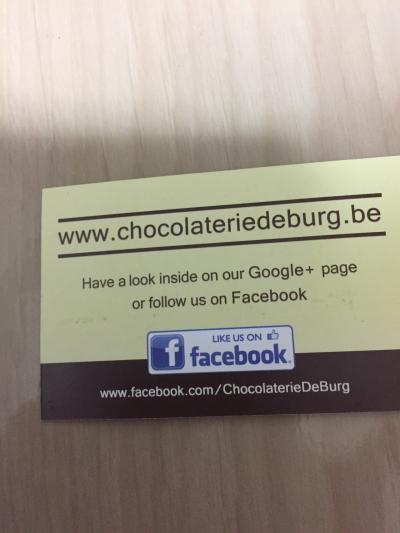 www.chocolateriedeburg.be
Have a look inside on our Google+ page
or follow us on Facebook
LIKE US ON
f facebook.
www.facebook.com/ChocolaterieDeBurg